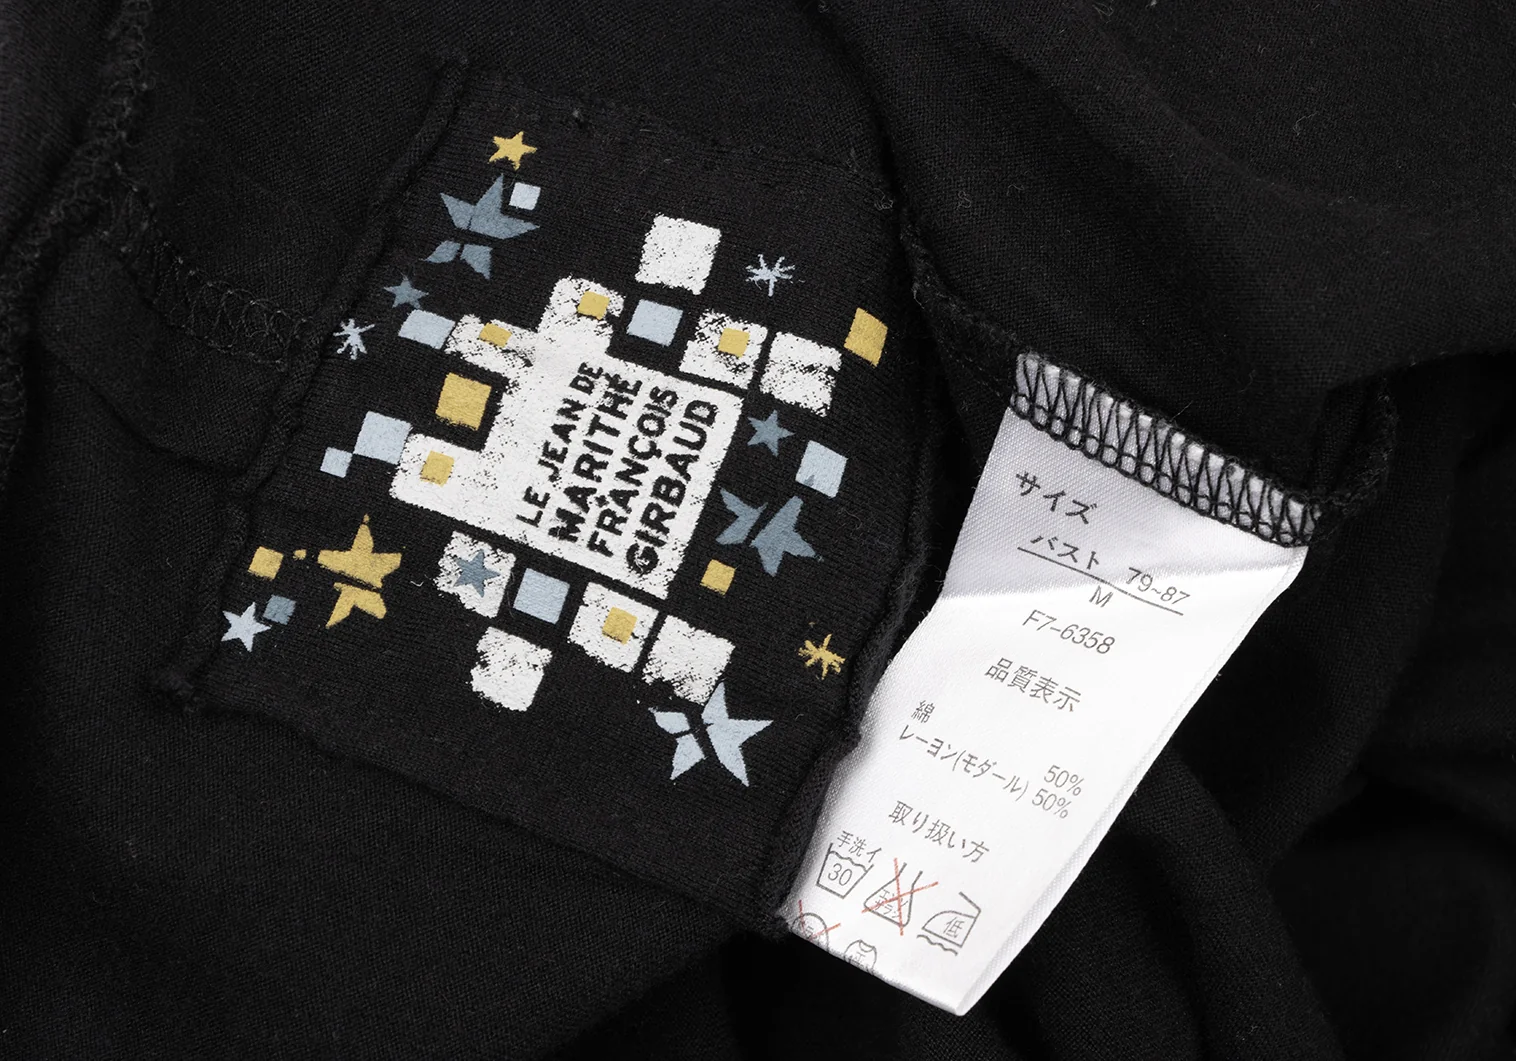 LE JEAN DE
MARITHÉ
FRANÇOIS
GIRBAUD
サイズ
バスト 79~87
M
F7-6358
品質表示
綿 50%
レーヨン(モダール) 50%
取り扱い方
手洗イ
30
低